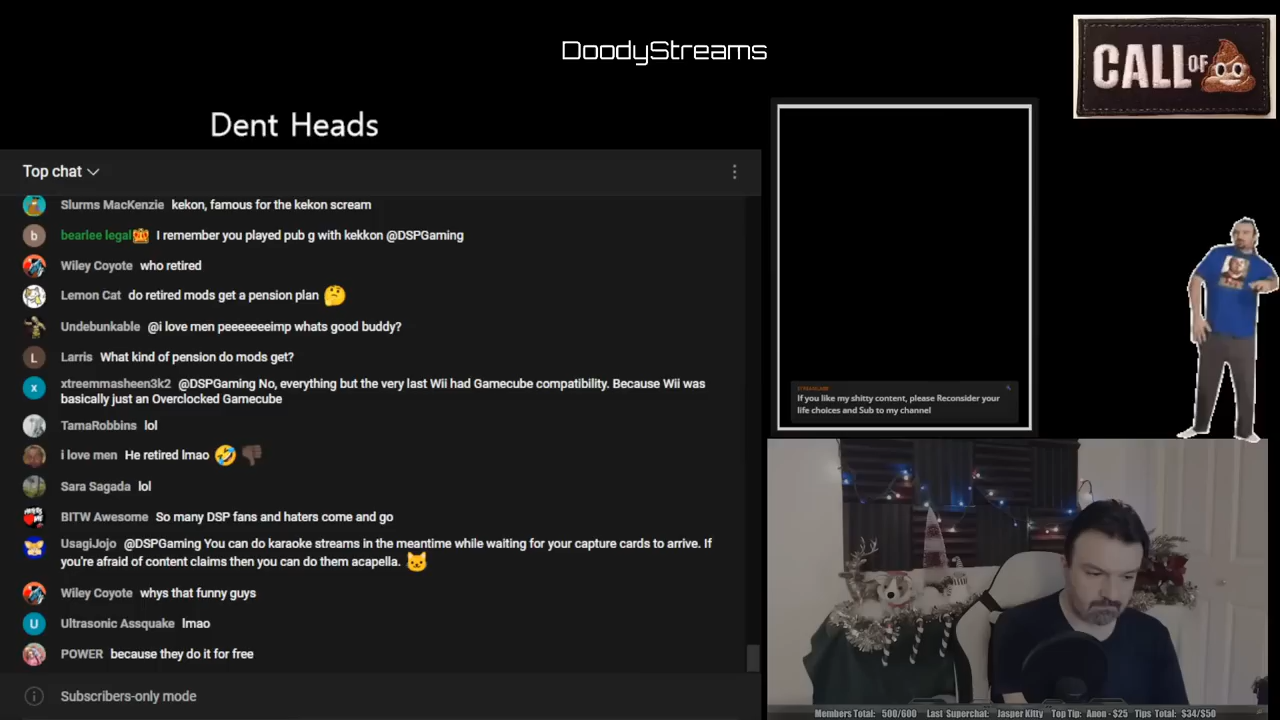 DoodyStreams
CALL OF
Dent Heads
Top chat
Slurms MacKenzie kekon, famous for the kekon scream
bearlee legal I remember you played pub g with kekkon @DSPGaming
Wiley Coyote who retired
Lemon Cat do retired mods get a pension plan
Undebunkable @i love men peeeeeeeimp whats good buddy?
L Larris What kind of pension do mods get?
x xtreemmasheen3k2 @DSPGaming No, everything but the very last Wii had Gamecube compatibility. Because Wii was
basically just an Overclocked Gamecube
TamaRobbins lol
i love men He retired lmao
Sara Sagada lol
BITW Awesome So many DSP fans and haters come and go
UsagiJojo @DSPGaming You can do karaoke streams in the meantime while waiting for your capture cards to arrive. If
you're afraid of content claims then you can do them acapella.
Wiley Coyote whys that funny guys
U Ultrasonic Assquake lmao
POWER because they do it for free
Subscribers-only mode
If you like my shitty content, please Reconsider your
life choices and Sub to my channel
Members Total: 500/600 Last Superchat: Jasper Kitty Top Tip: Anon - $25 Tips Total: $34/$50